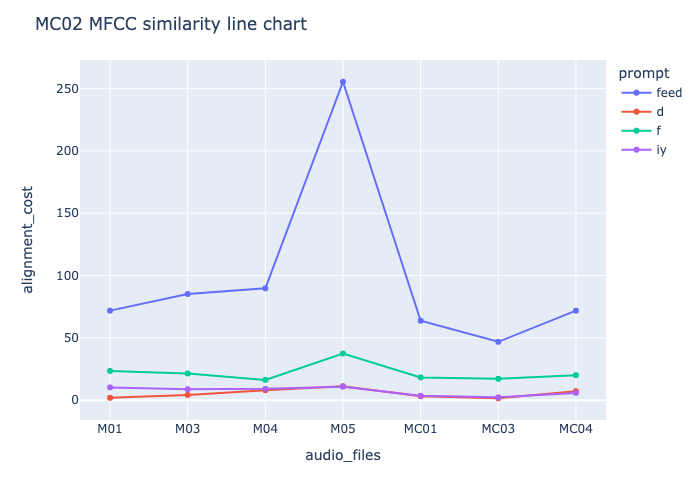 MC02 MFCC similarity line chart
prompt
feed
d
f
iy
alignment_cost
250
200
150
100
50
0
M01 M03 M04 M05 MC01 MC03 MC04
audio_files